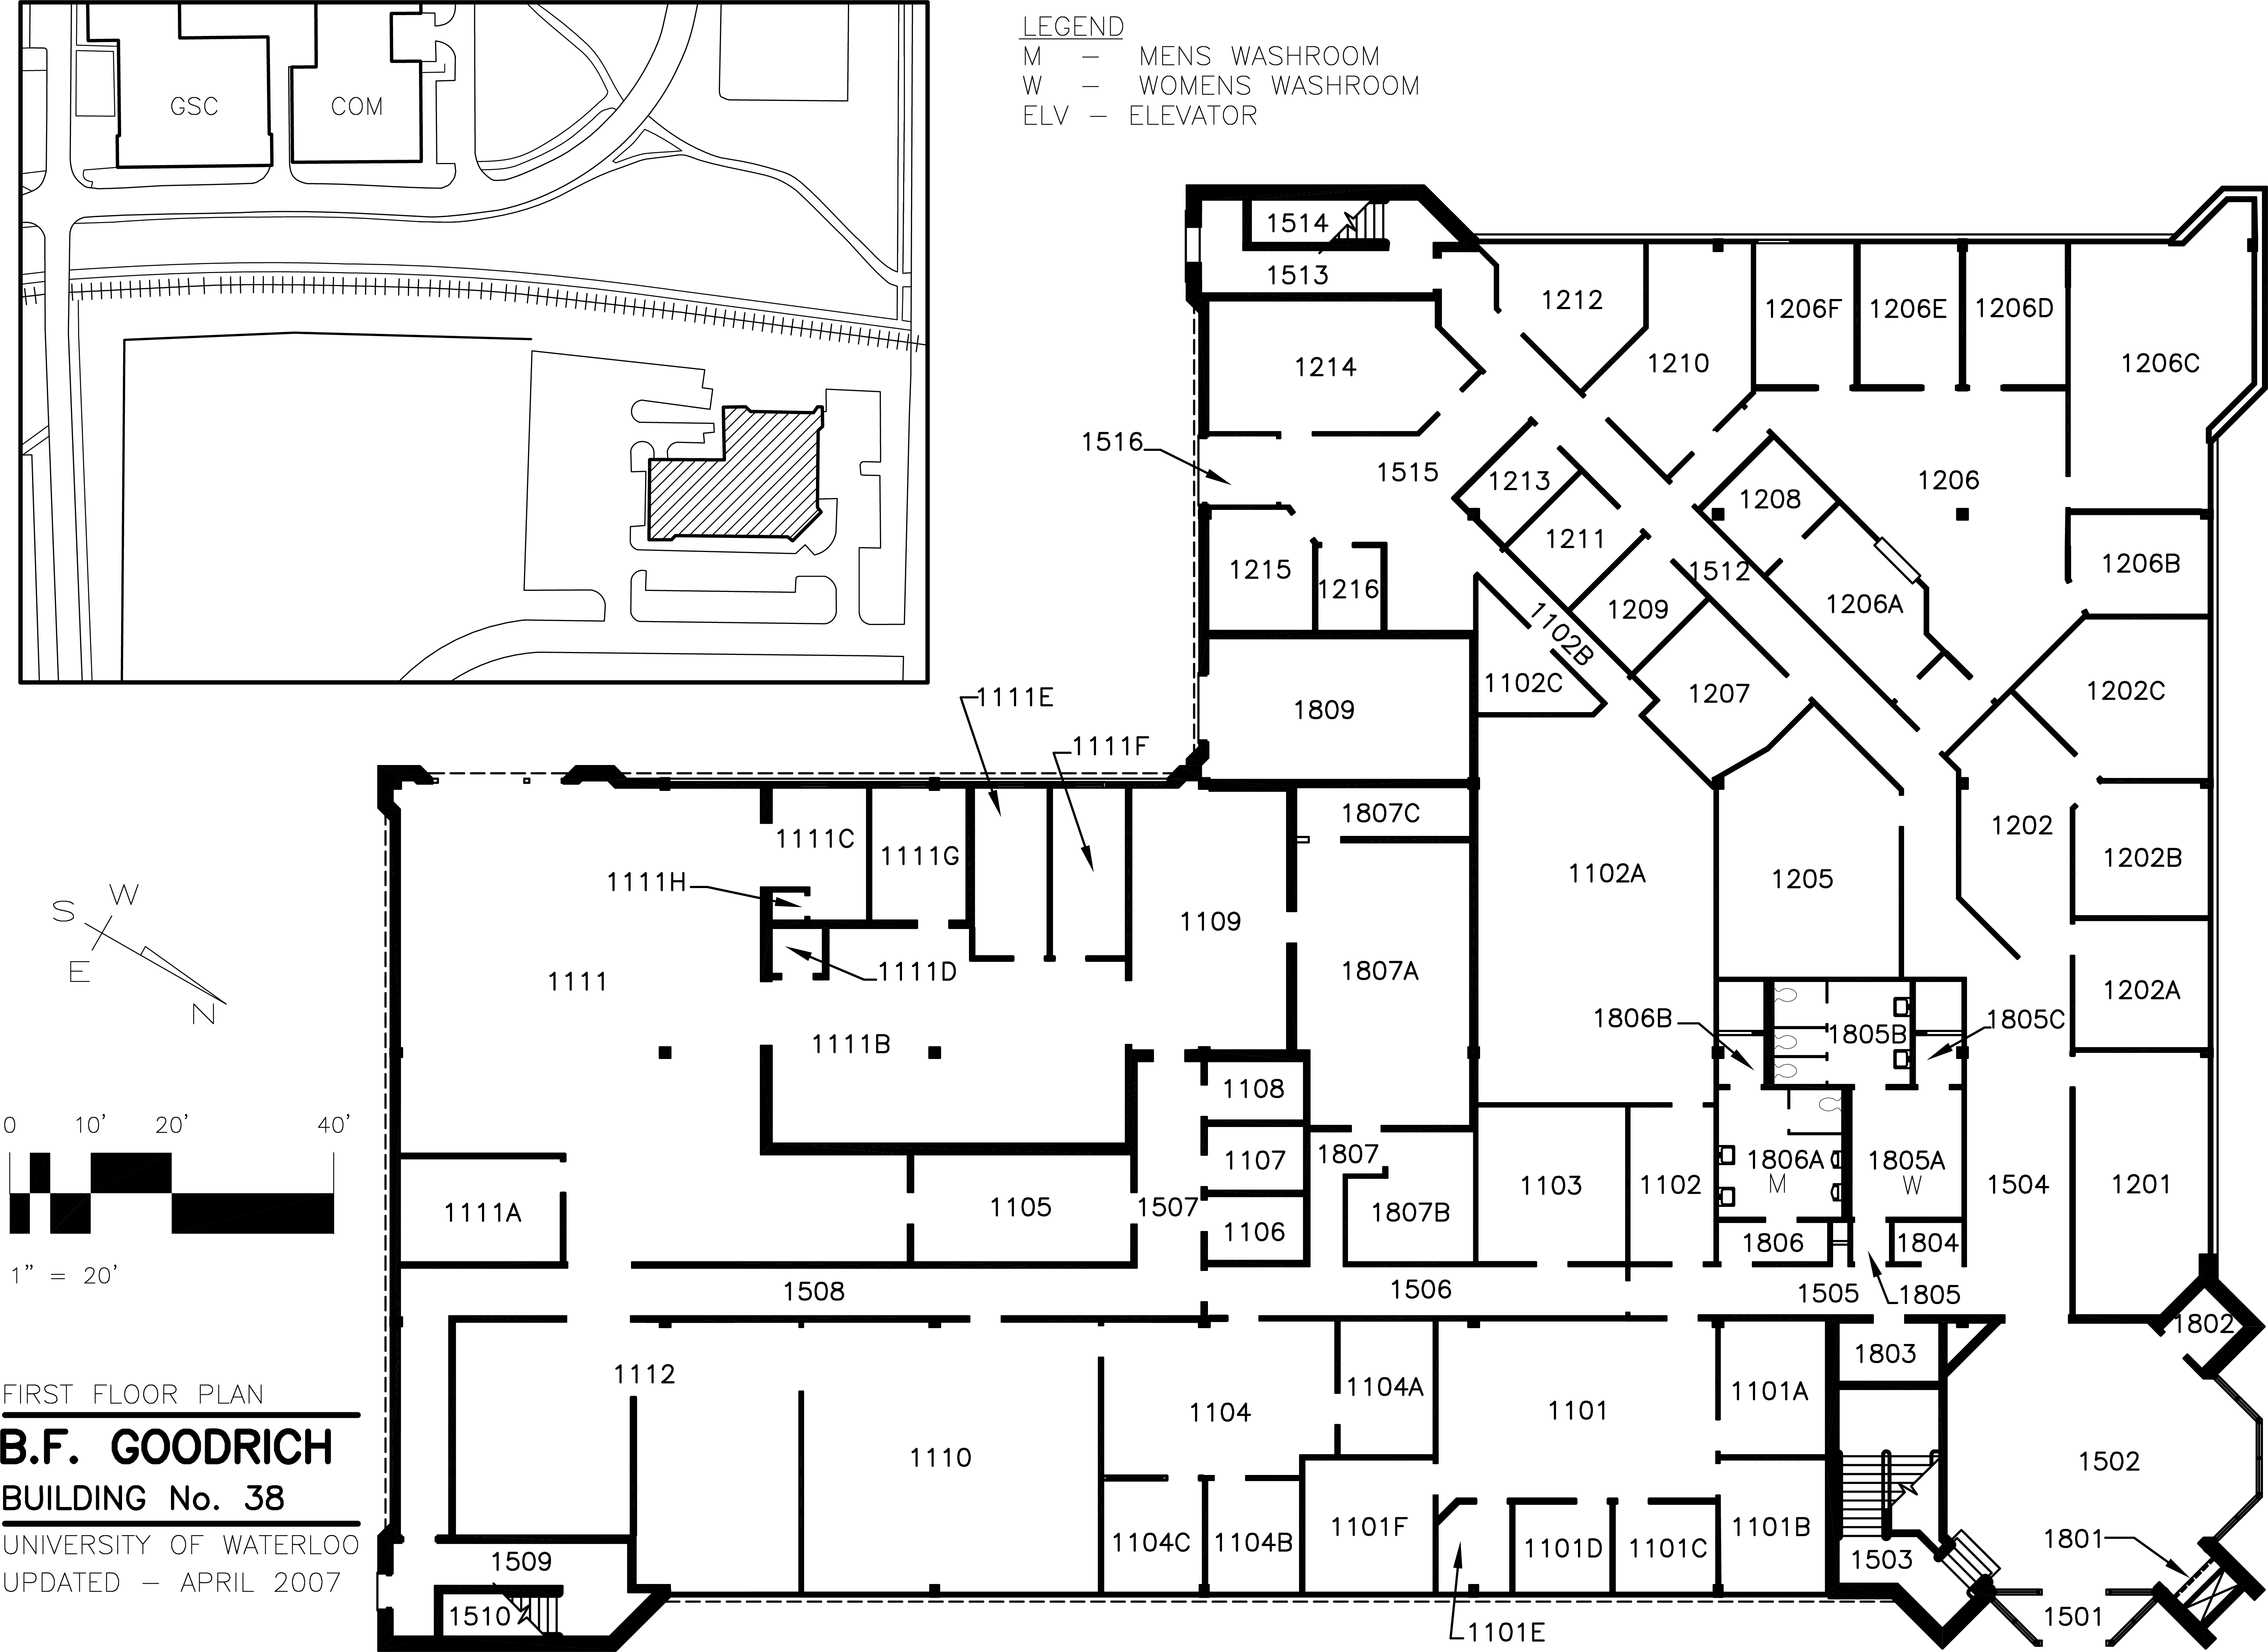 GSC
COM
LEGEND
M – MENS WASHROOM
W – WOMENS WASHROOM
ELV – ELEVATOR
1514
1513
1212
1206F
1206E
1206D
1214
1210
1206C
1516
1515
1213
1208
1206
1211
1215
1216
1512
1206B
1209
1206A
1102B
1102C
1207
1202C
1111E
1809
1111F
1807C
1111C
1111G
1202
1202B
1111H
1102A
1205
1109
1111D
1111
1807A
1202A
1806B
1805B
1805C
1111B
1108
S
W
E
N
0 10' 20' 40'
1" = 20'
1107
1807
1806A
M
1805A
W
1103
1102
1504
1201
1111A
1105
1507
1807B
1106
1806
1804
1508
1506
1505
1805
1802
1803
1112
1104A
1101A
1104
1101
1110
1502
FIRST FLOOR PLAN
B.F. GOODRICH
BUILDING No. 38
UNIVERSITY OF WATERLOO
UPDATED – APRIL 2007
1101F
1101B
1104C
1104B
1101D
1101C
1801
1503
1509
1510
1501
1101E